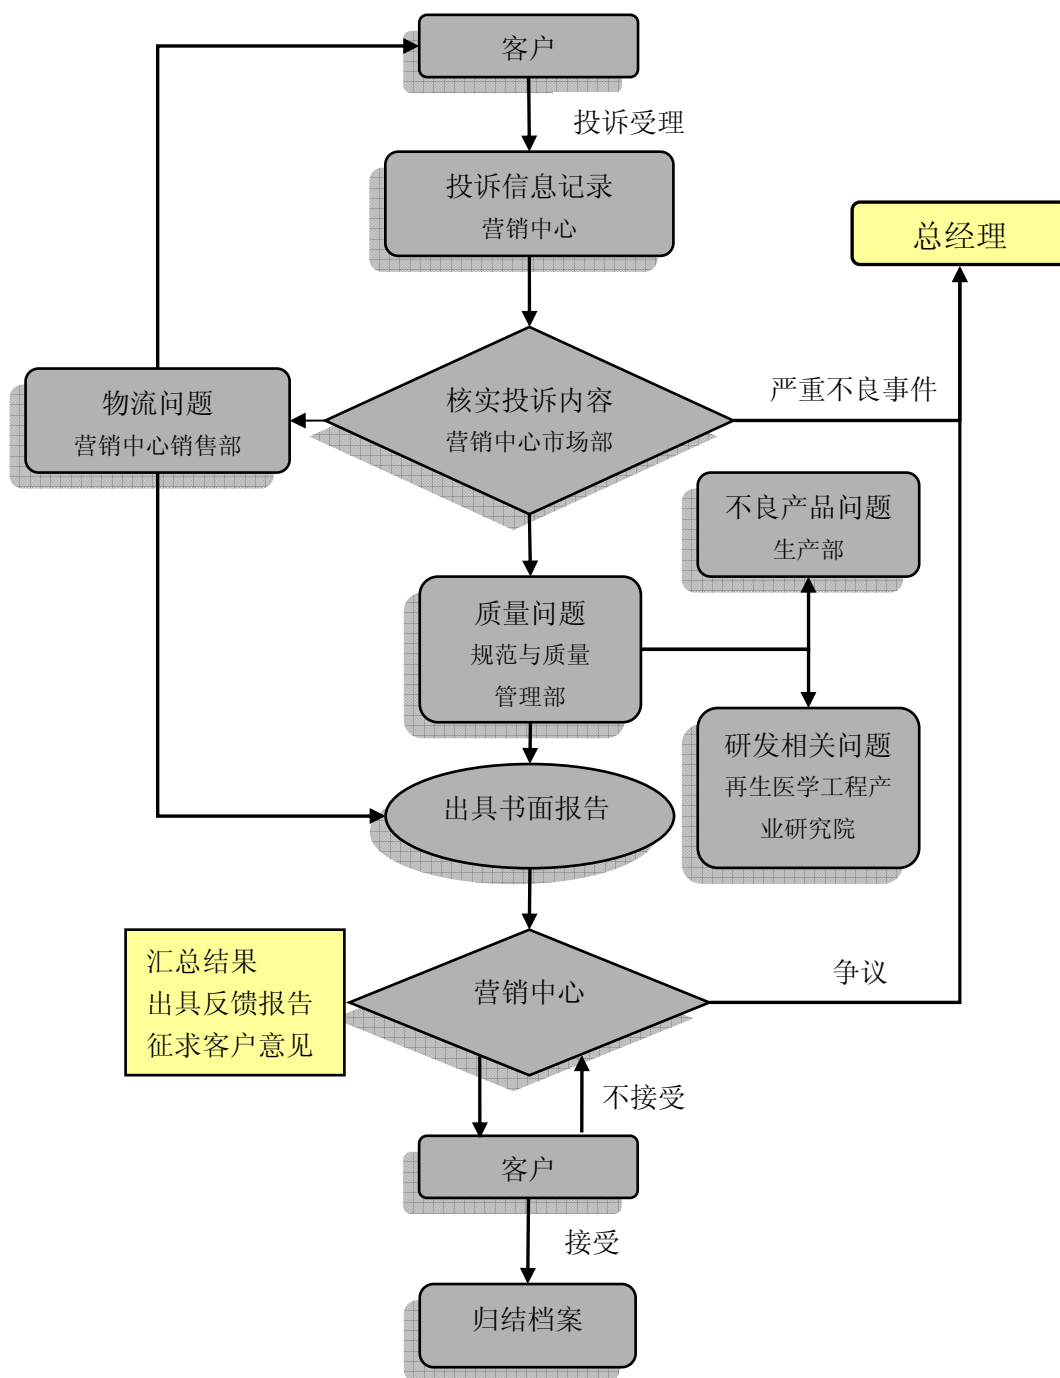 客户
投诉受理
投诉信息记录
营销中心
总经理
严重不良事件
核实投诉内容
营销中心市场部
物流问题
营销中心销售部
不良产品问题
生产部
质量问题
规范与质量
管理部
研发相关问题
再生医学工程产
业研究院
出具书面报告
汇总结果
出具反馈报告
征求客户意见
营销中心
争议
不接受
客户
接受
归结档案